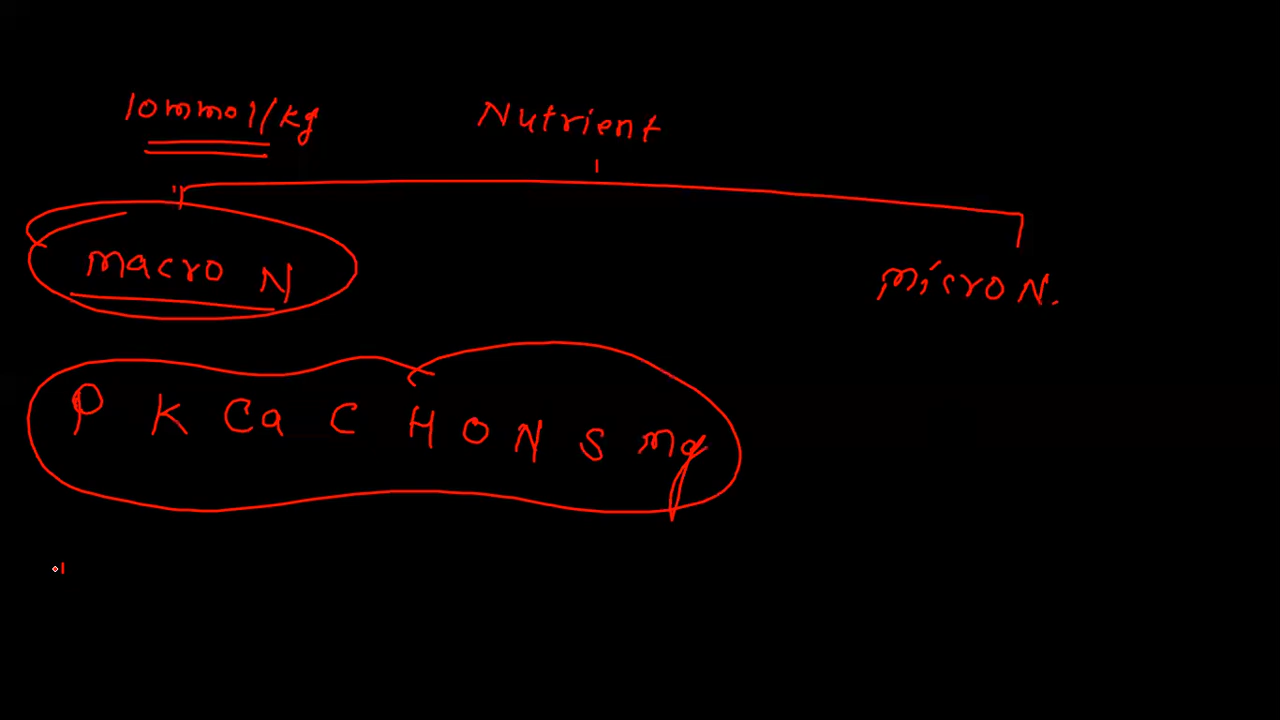 10mmol/kg
Nutrient
macro N
micro N.
P K Ca C H O N S mg